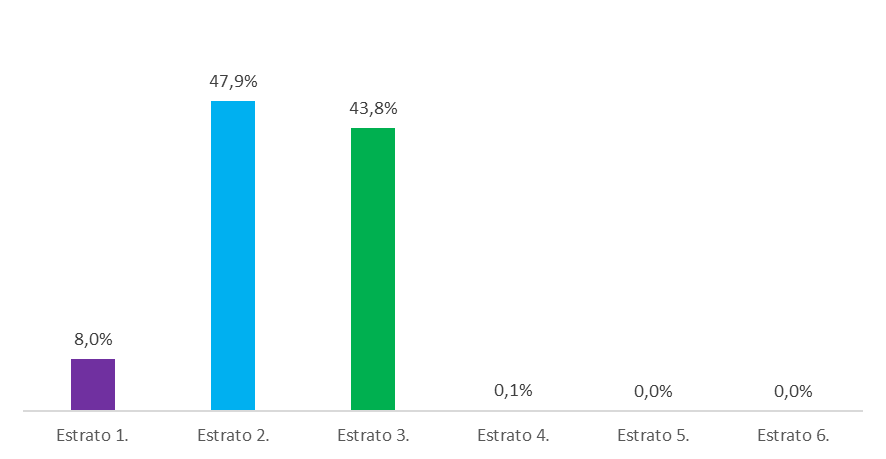 47,9%
43,8%
8,0%
0,1%
0,0%
0,0%
Estrato 1.
Estrato 2.
Estrato 3.
Estrato 4.
Estrato 5.
Estrato 6.